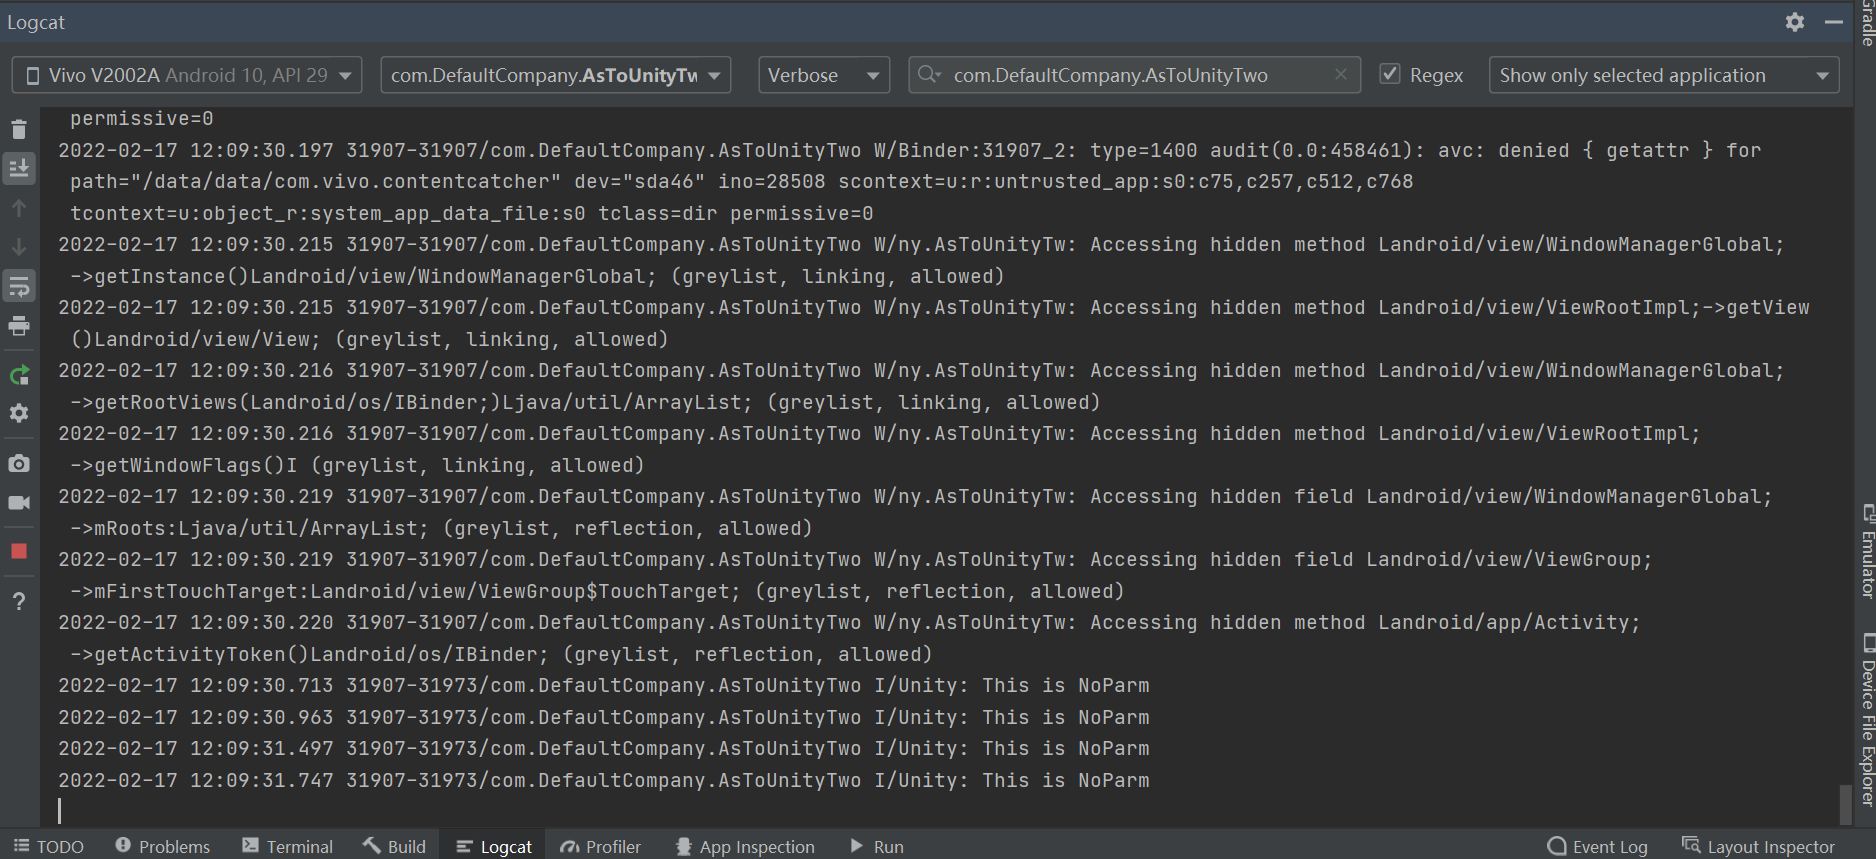 Logcat
Vivo V2002A Android 10, API 29
com.DefaultCompany.AsToUnityTw
Verbose
com.DefaultCompany.AsToUnityTwo
Regex
Show only selected application
permissive=0
2022-02-17 12:09:30.197 31907-31907/com.DefaultCompany.AsToUnityTwo W/Binder:31907_2: type=1400 audit(0.0:458461): avc: denied { getattr } for
path="/data/data/com.vivo.contentcatcher" dev="sda46" ino=28508 scontext=u:r:untrusted_app:s0:c75,c257,c512,c768
tcontext=u:object_r:system_app_data_file:s0 tclass=dir permissive=0
2022-02-17 12:09:30.215 31907-31907/com.DefaultCompany.AsToUnityTwo W/ny.AsToUnityTw: Accessing hidden method Landroid/view/WindowManagerGlobal;
->getInstance()Landroid/view/WindowManagerGlobal; (greylist, linking, allowed)
2022-02-17 12:09:30.215 31907-31907/com.DefaultCompany.AsToUnityTwo W/ny.AsToUnityTw: Accessing hidden method Landroid/view/ViewRootImpl;->getView
()Landroid/view/View; (greylist, linking, allowed)
2022-02-17 12:09:30.216 31907-31907/com.DefaultCompany.AsToUnityTwo W/ny.AsToUnityTw: Accessing hidden method Landroid/view/WindowManagerGlobal;
->getRootViews(Landroid/os/IBinder;)Ljava/util/ArrayList; (greylist, linking, allowed)
2022-02-17 12:09:30.216 31907-31907/com.DefaultCompany.AsToUnityTwo W/ny.AsToUnityTw: Accessing hidden method Landroid/view/ViewRootImpl;
->getWindowFlags()I (greylist, linking, allowed)
2022-02-17 12:09:30.219 31907-31907/com.DefaultCompany.AsToUnityTwo W/ny.AsToUnityTw: Accessing hidden field Landroid/view/WindowManagerGlobal;
->mRoots:Ljava/util/ArrayList; (greylist, reflection, allowed)
2022-02-17 12:09:30.219 31907-31907/com.DefaultCompany.AsToUnityTwo W/ny.AsToUnityTw: Accessing hidden field Landroid/view/ViewGroup;
->mFirstTouchTarget:Landroid/view/ViewGroup$TouchTarget; (greylist, reflection, allowed)
2022-02-17 12:09:30.220 31907-31907/com.DefaultCompany.AsToUnityTwo W/ny.AsToUnityTw: Accessing hidden method Landroid/app/Activity;
->getActivityToken()Landroid/os/IBinder; (greylist, reflection, allowed)
2022-02-17 12:09:30.713 31907-31973/com.DefaultCompany.AsToUnityTwo I/Unity: This is NoParm
2022-02-17 12:09:30.963 31907-31973/com.DefaultCompany.AsToUnityTwo I/Unity: This is NoParm
2022-02-17 12:09:31.497 31907-31973/com.DefaultCompany.AsToUnityTwo I/Unity: This is NoParm
2022-02-17 12:09:31.747 31907-31973/com.DefaultCompany.AsToUnityTwo I/Unity: This is NoParm
Gradle
Emulator
Device File Explorer
TODO
Problems
Terminal
Build
Logcat
Profiler
App Inspection
Run
Event Log
Layout Inspector